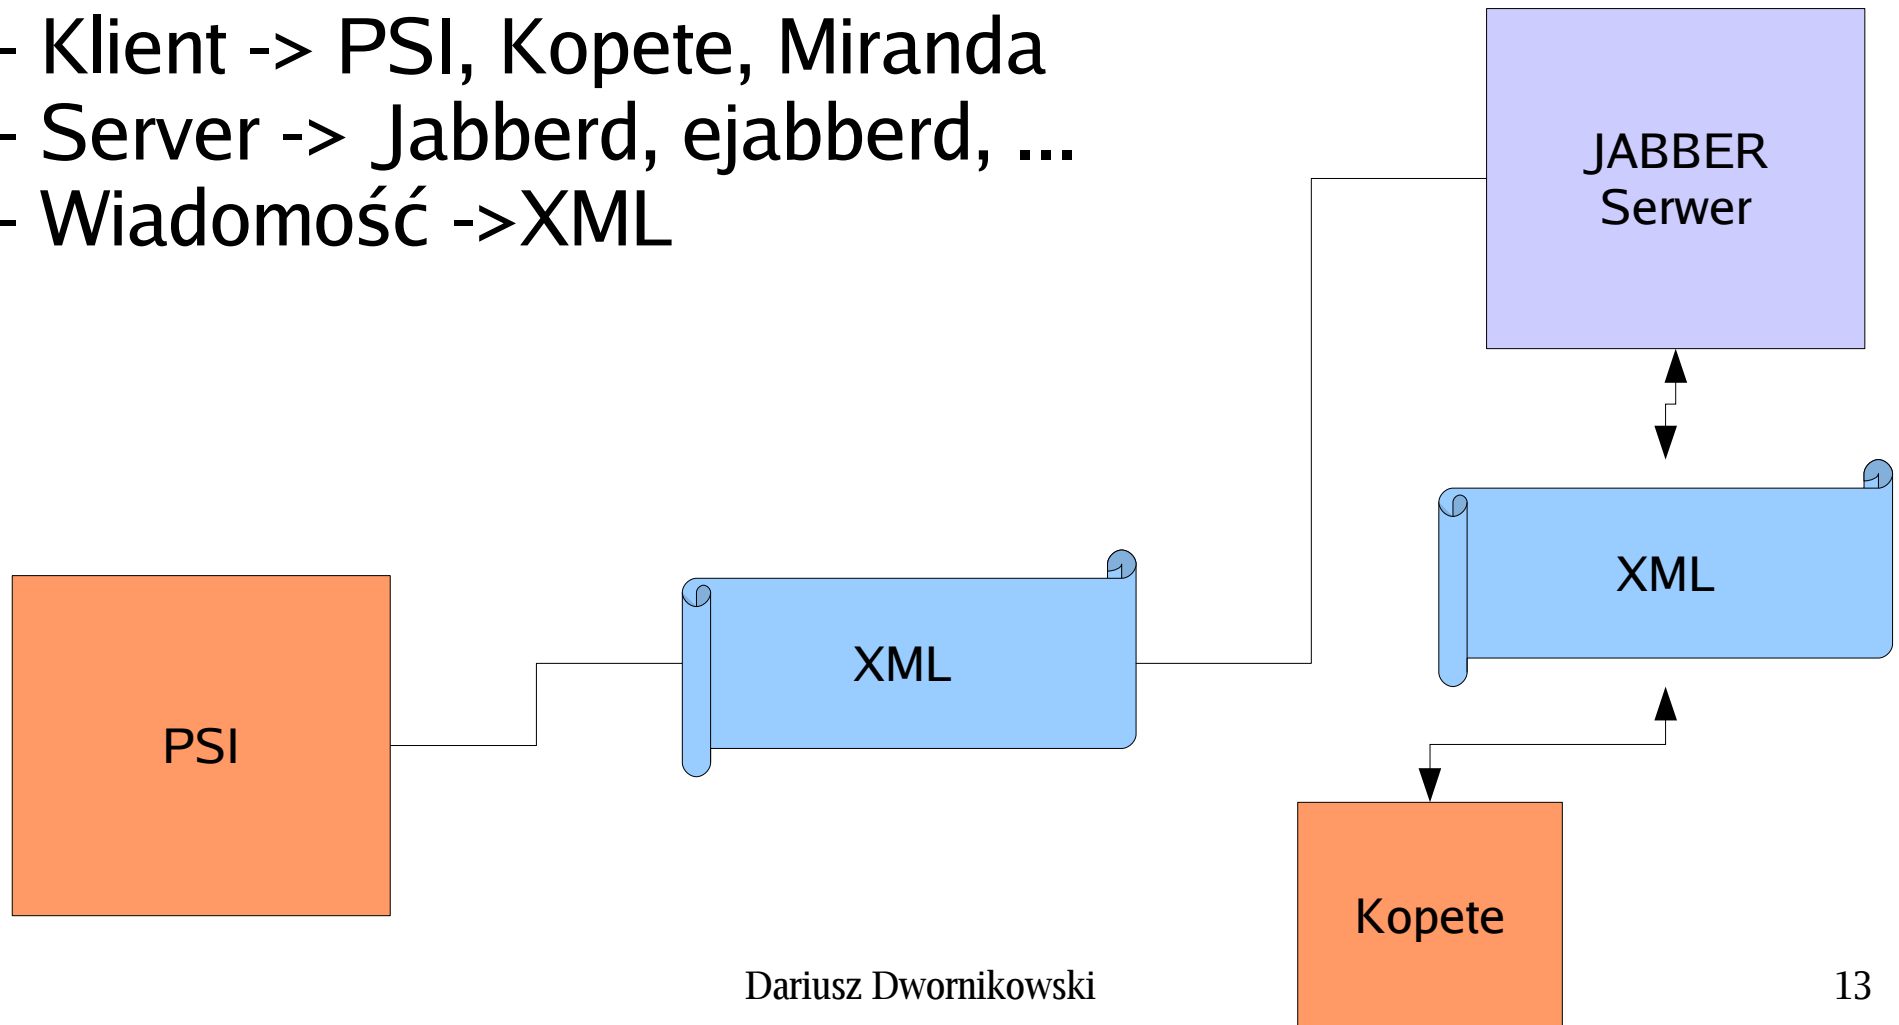 - Klient -> PSI, Kopete, Miranda
- Server -> Jabberd, ejabberd, ...
- Wiadomość ->XML
JABBER
Serwer
XML
XML
PSI
Kopete
Dariusz Dwornikowski
13